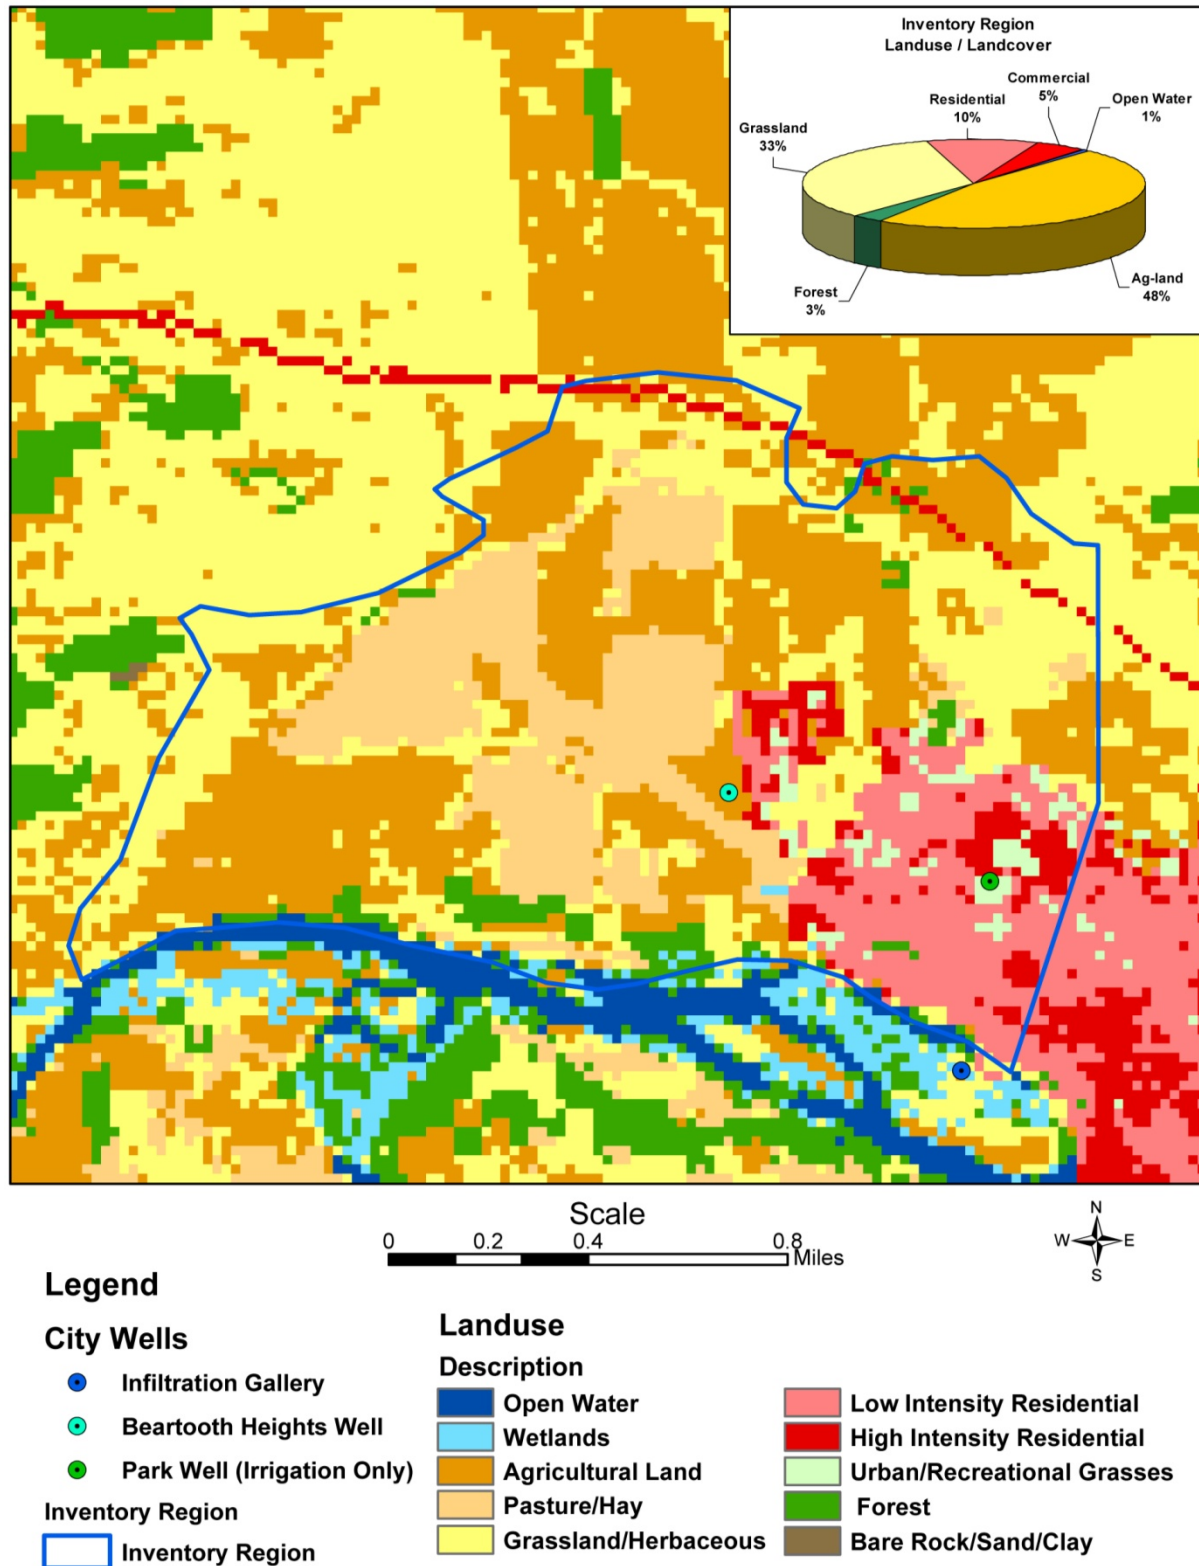 Inventory Region
Landuse / Landcover
Commercial
5%
Residential
10%
Open Water
1%
Grassland
33%
Forest
3%
Ag-land
48%
Scale
0 0.2 0.4 0.8
Miles
N
W E
S
Legend
City Wells
Infiltration Gallery
Beartooth Heights Well
Park Well (Irrigation Only)
Inventory Region
Inventory Region
Landuse
Description
Open Water
Wetlands
Agricultural Land
Pasture/Hay
Grassland/Herbaceous
Low Intensity Residential
High Intensity Residential
Urban/Recreational Grasses
Forest
Bare Rock/Sand/Clay